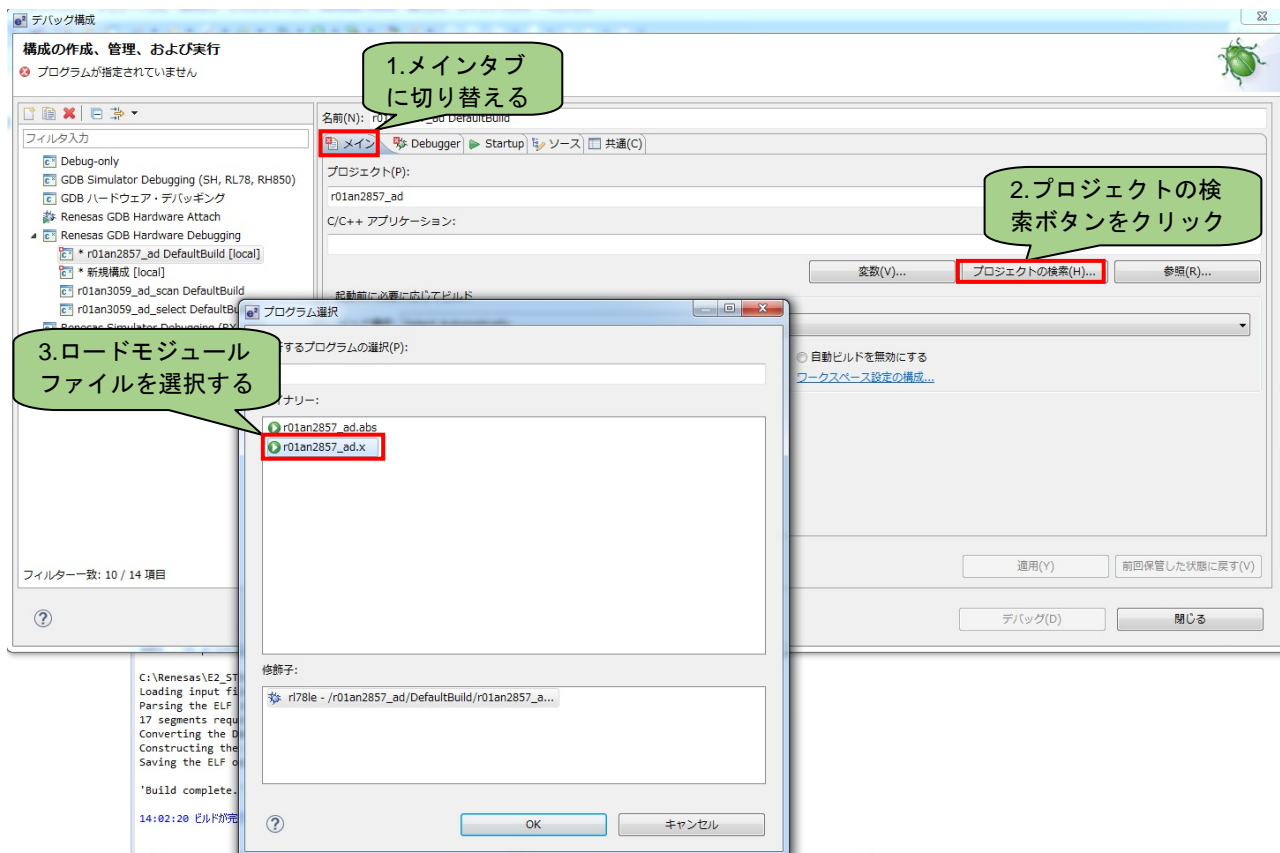 デバッグ構成
構成の作成、管理、および実行
プログラムが指定されていません
1.メインタブ
に切り替える
フィルタ入力
Debug-only
GDB Simulator Debugging (SH, RL78, RH850)
GDB ハードウェア・デバッギング
Renesas GDB Hardware Attach
Renesas GDB Hardware Debugging
* r01an2857_ad DefaultBuild [local]
* 新規構成 [local]
r01an3059_ad_scan DefaultBuild
r01an3059_ad_select
名前(N): DefaultBuild
メイン Debugger Startup ソース 共通(C)
プロジェクト(P):
r01an2857_ad
C/C++ アプリケーション:
2.プロジェクトの検
索ボタンをクリック
変数(V)... プロジェクトの検索(H)... 参照(R)...
起動前に必要に応じてビルド
自動ビルドを無効にする
ワークスペース設定の構成...
3.ロードモジュール
ファイルを選択する
フィルター一致: 10 / 14 項目
適用(Y) 前回保管した状態に戻す(V)
デバッグ(D) 閉じる
プログラム選択
するプログラムの選択(P):
r01an2857_ad.abs
r01an2857_ad.x
修飾子:
rl78le - /r01an2857_ad/DefaultBuild/r01an2857_a...
OK キャンセル
C:\Renesas\E2_ST
Loading input fi
Parsing the ELF
17 segments requ
Converting the D
Constructing the
Saving the ELF o
'Build complete.
14:02:20 ビルドが完